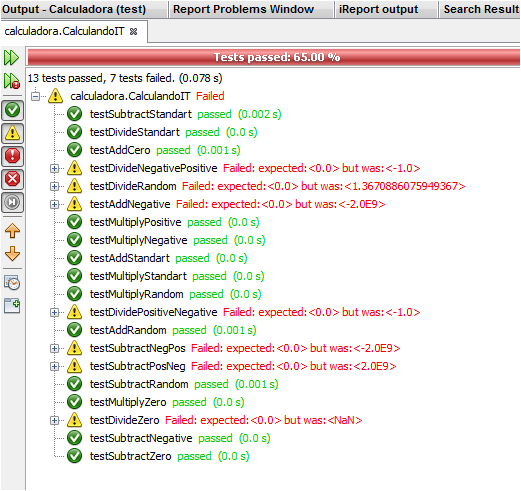 Output - Calculadora (test) Report Problems Window iReport output Search Result
calculadora.CalculandoIT
Tests passed: 65.00 %
13 tests passed, 7 tests failed. (0.078 s)
calculadora.CalculandoIT Failed
testSubtractStandart passed (0.002 s)
testDivideStandart passed (0.0 s)
testAddCero passed (0.001 s)
testDivideNegativePositive Failed: expected:<0.0> but was:<-1.0>
testDivideRandom Failed: expected:<0.0> but was:<1.3670886075949367>
testAddNegative Failed: expected:<0.0> but was:<-2.0E9>
testMultiplyPositive passed (0.0 s)
testMultiplyNegative passed (0.0 s)
testAddStandart passed (0.0 s)
testMultiplyStandart passed (0.0 s)
testMultiplyRandom passed (0.0 s)
testDividePositiveNegative Failed: expected:<0.0> but was:<-1.0>
testAddRandom passed (0.001 s)
testSubtractNegPos Failed: expected:<0.0> but was:<-2.0E9>
testSubtractPosNeg Failed: expected:<0.0> but was:<2.0E9>
testSubtractRandom passed (0.001 s)
testMultiplyZero passed (0.0 s)
testDivideZero Failed: expected:<0.0> but was:<NaN>
testSubtractNegative passed (0.0 s)
testSubtractZero passed (0.0 s)